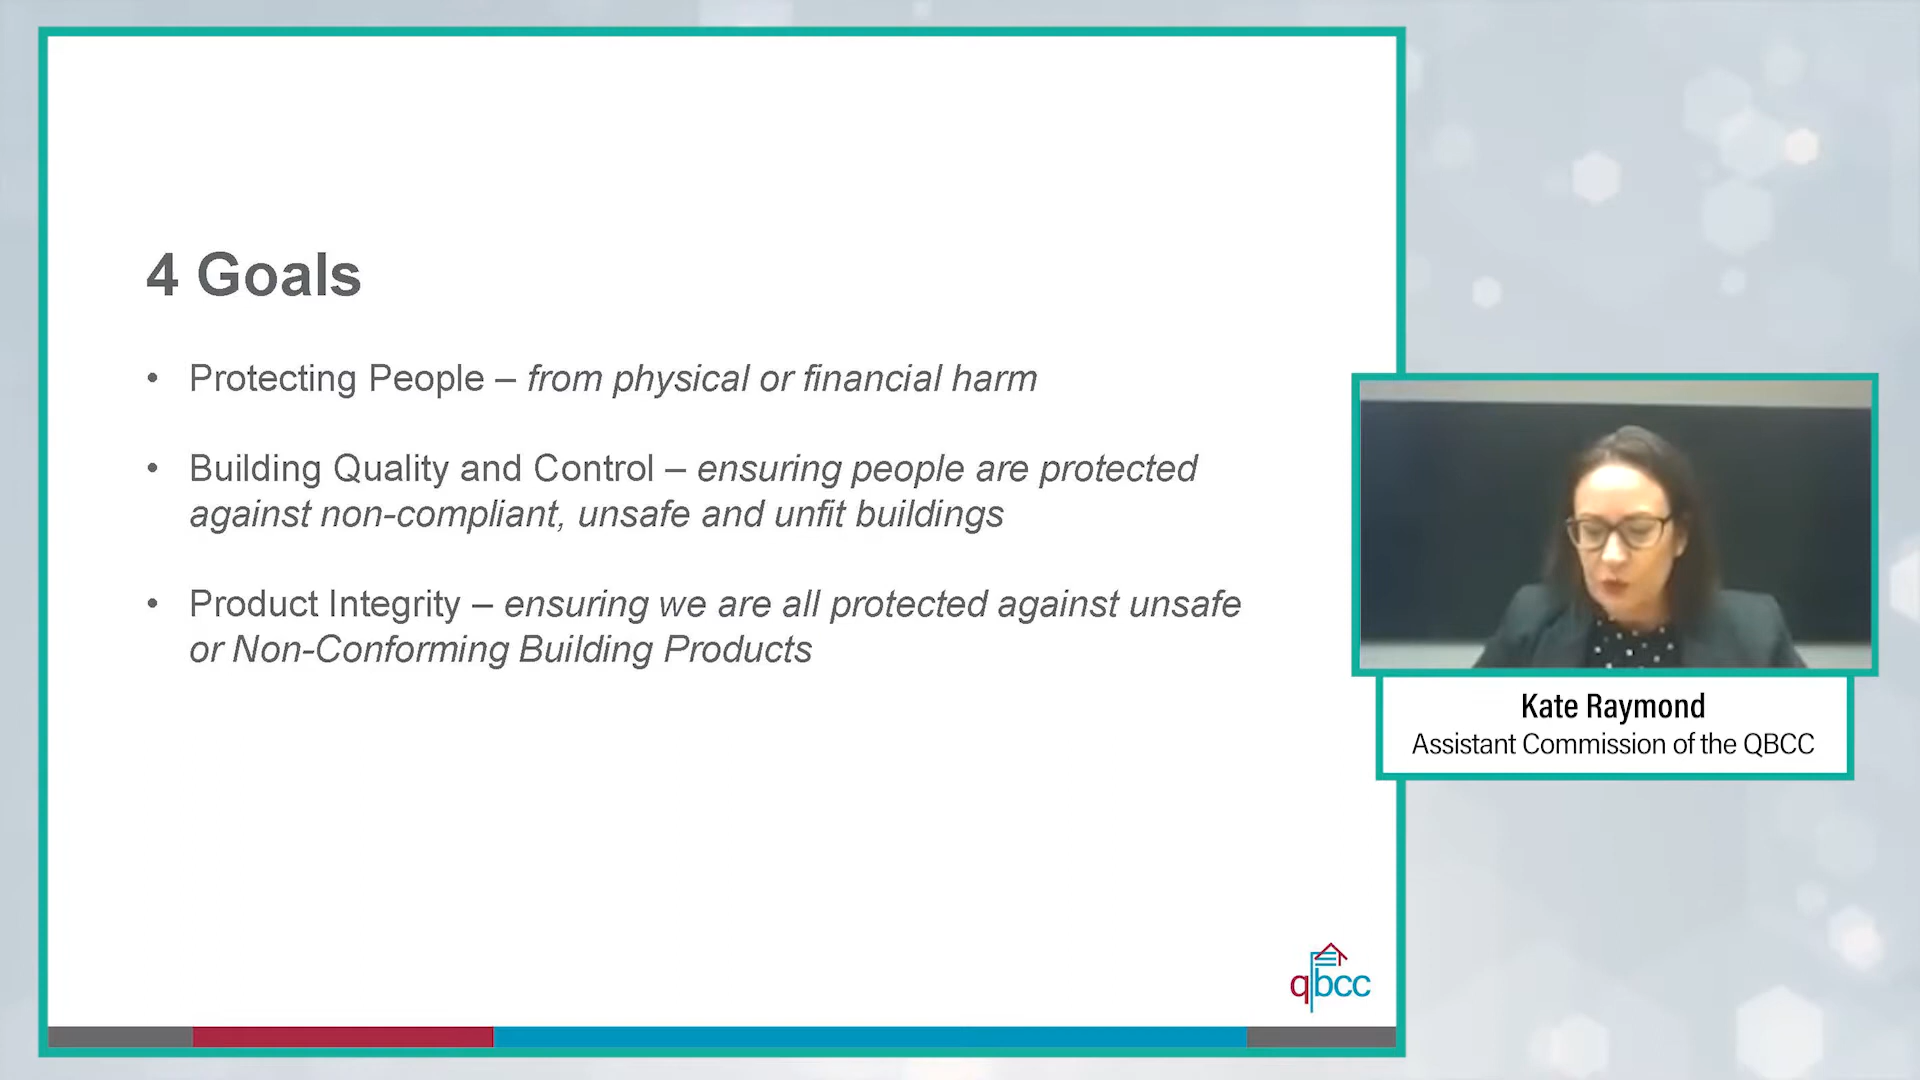 4 Goals
• Protecting People – from physical or financial harm
• Building Quality and Control – ensuring people are protected
against non-compliant, unsafe and unfit buildings
• Product Integrity – ensuring we are all protected against unsafe
or Non-Conforming Building Products
Kate Raymond
Assistant Commission of the QBCC
qbcc